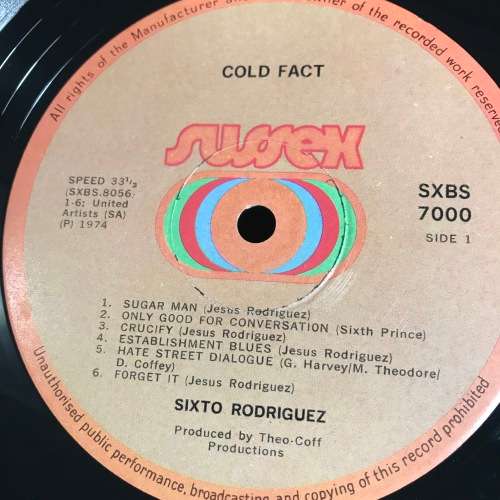 All rights of the Manufacturer and
owner of the recorded work reserved
COLD FACT
sussex
SPEED 33 1/3
(SXBS.8056-
1-6; United
Artists (SA)
(P) 1974
SXBS
7000
SIDE 1
1. SUGAR MAN (Jesus Rodriguez)
2. ONLY GOOD FOR CONVERSATION (Sixth Prince)
3. CRUCIFY (Jesus Rodriguez)
4. ESTABLISHMENT BLUES (Jesus Rodriguez)
5. HATE STREET DIALOGUE (G. Harvey/M. Theodore/
D. Coffey)
6. FORGET IT (Jesus Rodriguez)
SIXTO RODRIGUEZ
Produced by Theo-Coff
Productions
Unauthorised public performance, broadcasting and copying of this record prohibited